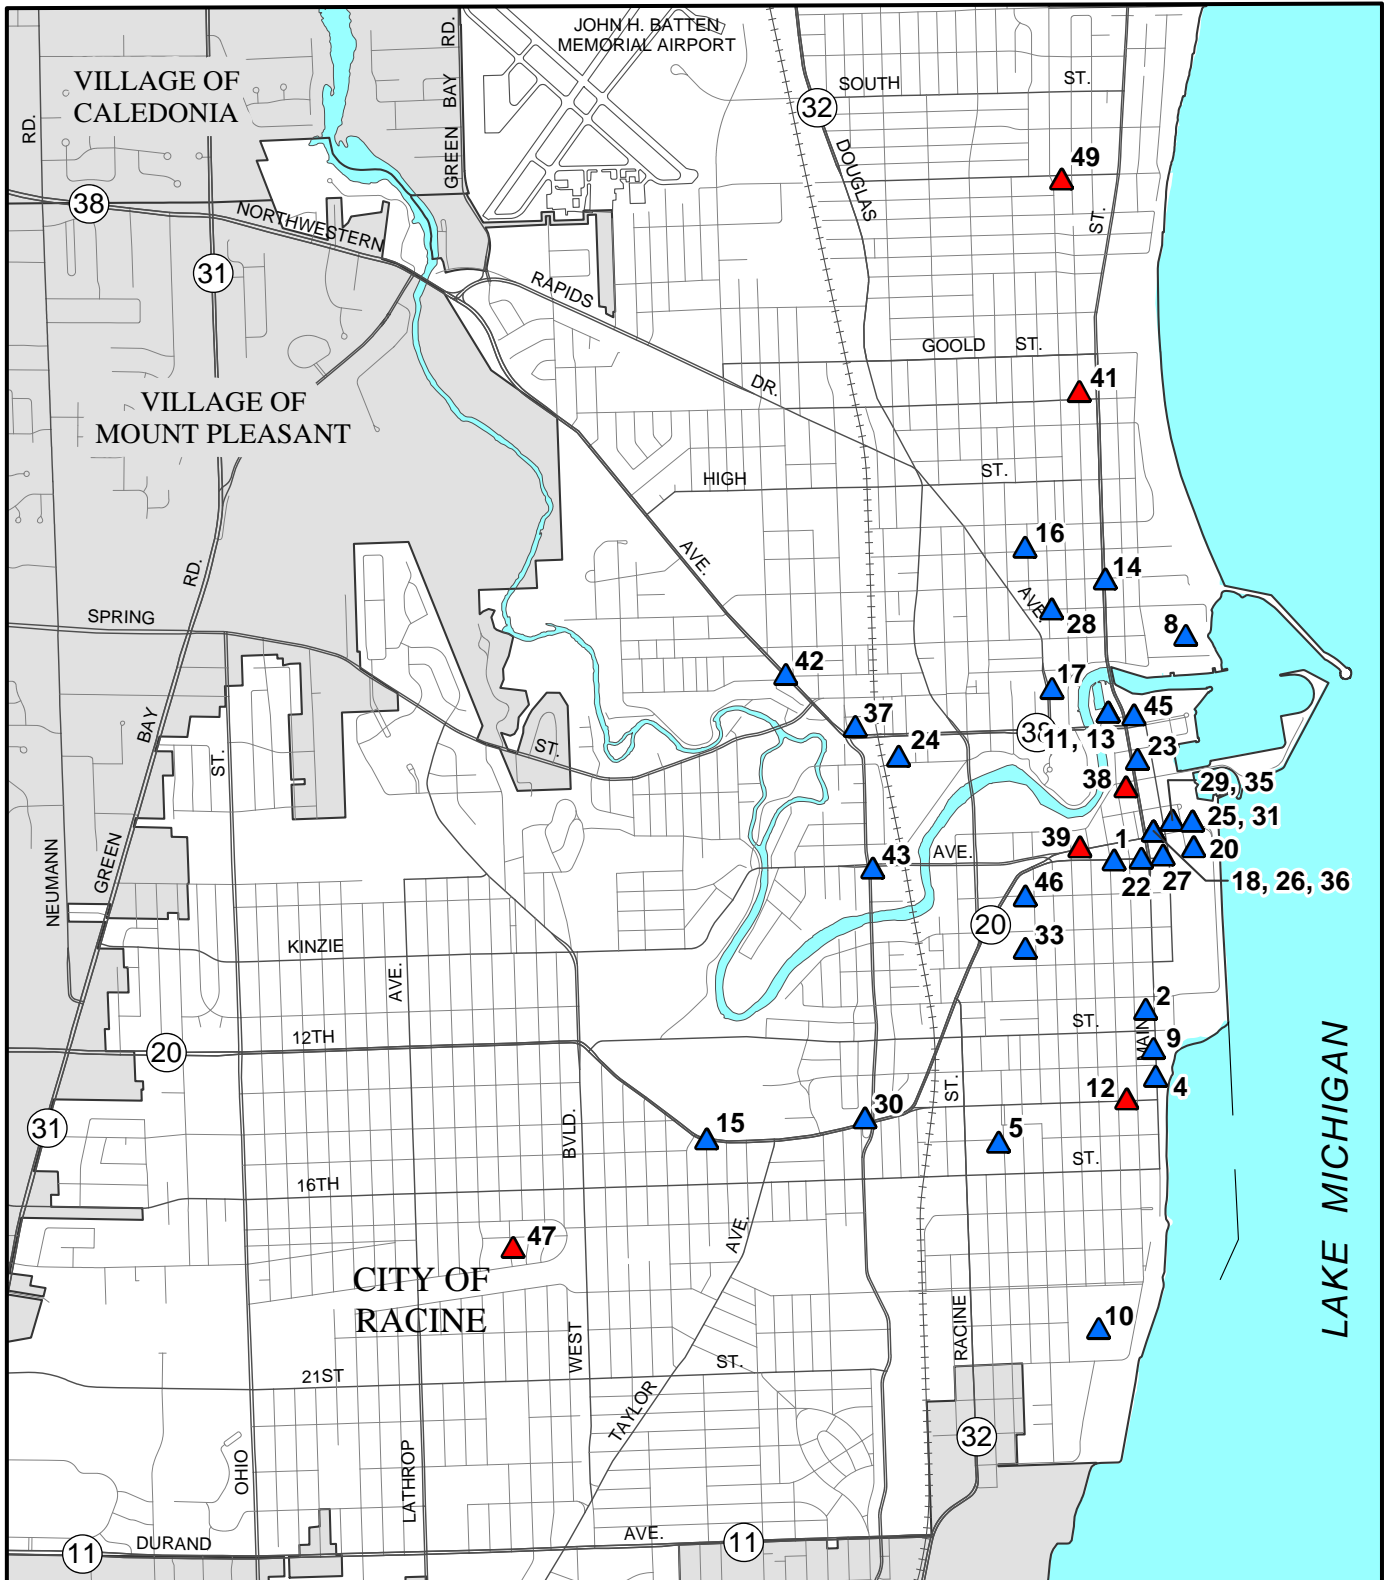 JOHN H. BATTEN
MEMORIAL AIRPORT
VILLAGE OF
CALEDONIA
RD.
RD.
GREEN BAY
SOUTH
ST.
32
DOUGLAS
49
38
NORTHWESTERN
ST.
31
RAPIDS
GOOLD
ST.
DR.
41
VILLAGE OF
MOUNT PLEASANT
HIGH
ST.
16
AVE.
14
RD.
AVE.
SPRING
28
8
42
17
BAY
ST.
ST.
37
38
45
11, 13
24
23
38
29, 35
25, 31
GREEN
NEUMANN
43
AVE.
39
1
20
22
27
18, 26, 36
46
20
33
KINZIE
AVE.
2
12TH
ST.
MAIN
20
9
LAKE MICHIGAN
4
12
31
15
30
ST.
5
BVLD.
ST.
16TH
AVE.
47
CITY OF
RACINE
10
RACINE
WEST
21ST
ST.
TAYLOR
32
OHIO
LATHROP
DURAND
AVE.
11
11